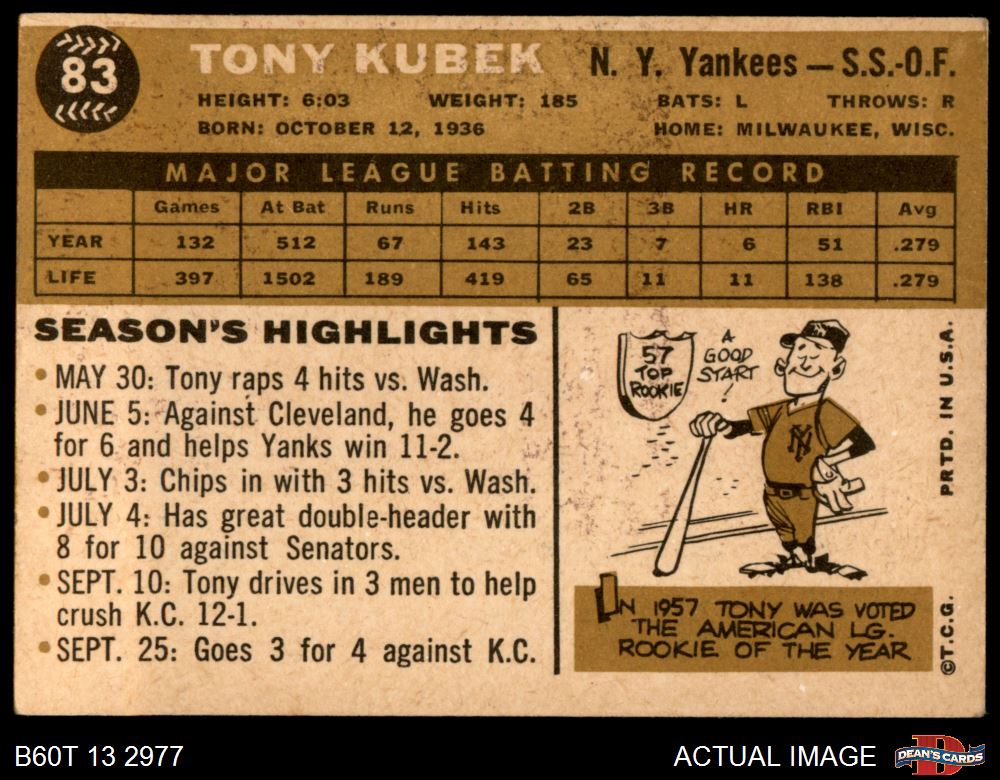 83
TONY KUBEK N. Y. Yankees — S.S.-O.F.
HEIGHT: 6:03 WEIGHT: 185 BATS: L THROWS: R
BORN: OCTOBER 12, 1936 HOME: MILWAUKEE, WISC.
MAJOR LEAGUE BATTING RECORD
Games At Bat Runs Hits 2B 3B HR RBI Avg
YEAR 132 512 67 143 23 7 6 51 .279
LIFE 397 1502 189 419 65 11 11 138 .279
SEASON'S HIGHLIGHTS
• MAY 30: Tony raps 4 hits vs. Wash.
• JUNE 5: Against Cleveland, he goes 4
for 6 and helps Yanks win 11-2.
• JULY 3: Chips in with 3 hits vs. Wash.
• JULY 4: Has great double-header with
8 for 10 against Senators.
• SEPT. 10: Tony drives in 3 men to help
crush K.C. 12-1.
• SEPT. 25: Goes 3 for 4 against K.C.
57
TOP
ROOKIE
A
GOOD
START
!
NY
IN 1957 TONY WAS VOTED
THE AMERICAN LG.
ROOKIE OF THE YEAR
©T.C.G. PRTD. IN U.S.A.
B60T 13 2977 ACTUAL IMAGE
D
DEAN'S CARDS